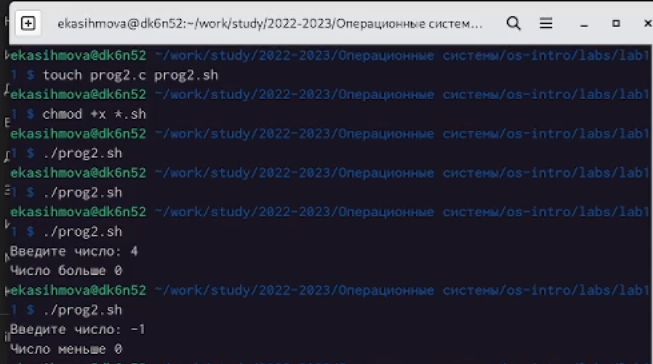 ekasihmova@dk6n52:~/work/study/2022-2023/Операционные систем...
ekasihmova@dk6n52 ~/work/study/2022-2023/Операционные системы/os-intro/labs/lab1
1 $ touch prog2.c prog2.sh
ekasihmova@dk6n52 ~/work/study/2022-2023/Операционные системы/os-intro/labs/lab1
1 $ chmod +x *.sh
ekasihmova@dk6n52 ~/work/study/2022-2023/Операционные системы/os-intro/labs/lab1
1 $ ./prog2.sh
ekasihmova@dk6n52 ~/work/study/2022-2023/Операционные системы/os-intro/labs/lab1
1 $ ./prog2.sh
ekasihmova@dk6n52 ~/work/study/2022-2023/Операционные системы/os-intro/labs/lab1
1 $ ./prog2.sh
Введите число: 4
Число больше 0
ekasihmova@dk6n52 ~/work/study/2022-2023/Операционные системы/os-intro/labs/lab1
1 $ ./prog2.sh
Введите число: -1
Число меньше 0